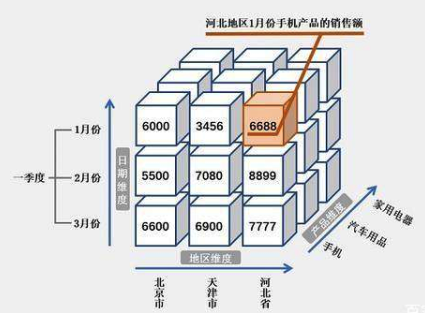 河北地区1月份手机产品的销售额
6000 3456 6688
1月份
日期维度
5500 7080 8899
一季度
2月份
6600 6900 7777
3月份
家用电器
汽车用品
手机
产品维度
地区维度
北京市
天津市
河北省